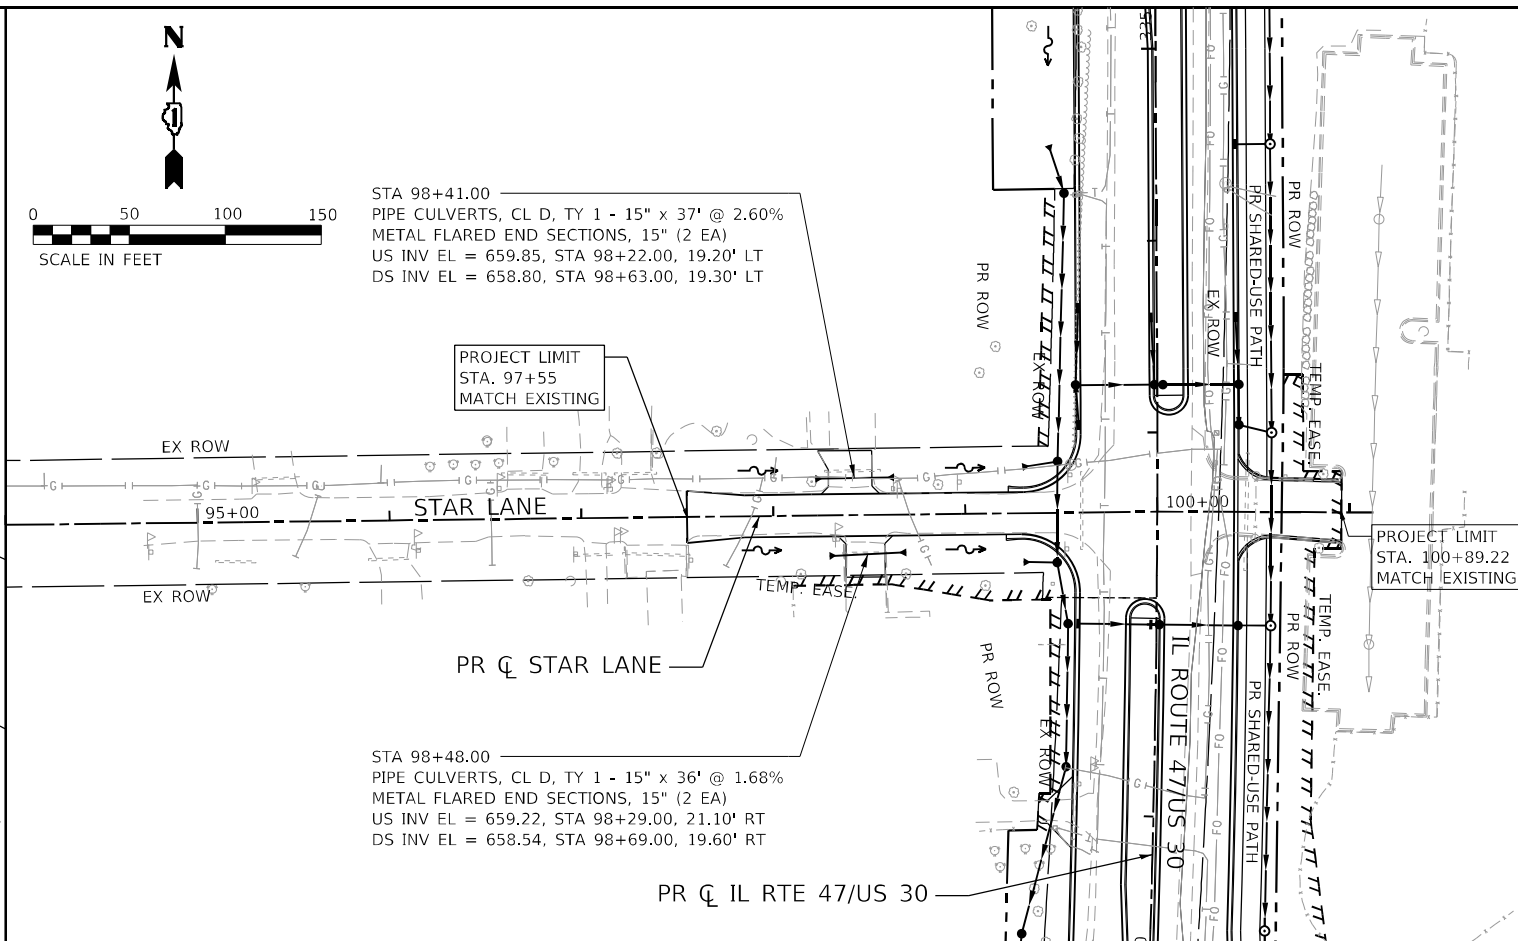 N
0 50 100 150
SCALE IN FEET
STA 98+41.00
PIPE CULVERTS, CL D, TY 1 - 15" x 37' @ 2.60%
METAL FLARED END SECTIONS, 15" (2 EA)
US INV EL = 659.85, STA 98+22.00, 19.20' LT
DS INV EL = 658.80, STA 98+63.00, 19.30' LT
PROJECT LIMIT
STA. 97+55
MATCH EXISTING
EX ROW
95+00
STAR LANE
EX ROW
TEMP. EASE.
PR ℄ STAR LANE
STA 98+48.00
PIPE CULVERTS, CL D, TY 1 - 15" x 36' @ 1.68%
METAL FLARED END SECTIONS, 15" (2 EA)
US INV EL = 659.22, STA 98+29.00, 21.10' RT
DS INV EL = 658.54, STA 98+69.00, 19.60' RT
PR ℄ IL RTE 47/US 30
PR ROW
EX ROW
PR ROW
EX ROW
100+00
IL ROUTE 47/US 30
EX ROW
PR SHARED-USE PATH
PR ROW
TEMP. EASE.
PROJECT LIMIT
STA. 100+89.22
MATCH EXISTING
TEMP. EASE.
PR ROW
PR SHARED-USE PATH